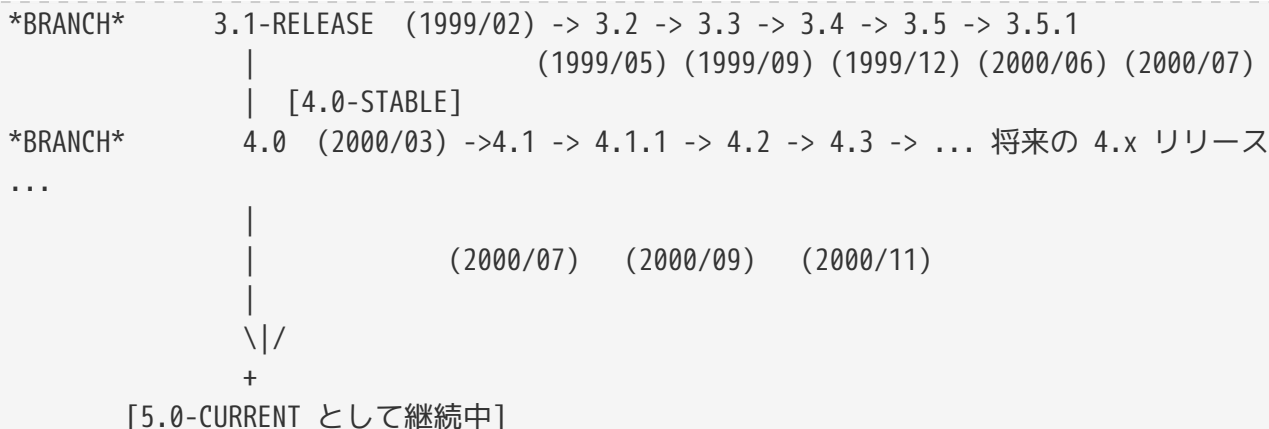 *BRANCH*        3.1-RELEASE  (1999/02) -> 3.2 -> 3.3 -> 3.4 -> 3.5 -> 3.5.1
                |                   (1999/05) (1999/09) (1999/12) (2000/06) (2000/07)
                |  [4.0-STABLE]
*BRANCH*        4.0  (2000/03) ->4.1 -> 4.1.1 -> 4.2 -> 4.3 -> ... 将来の 4.x リリース
...
                |
                |             (2000/07)   (2000/09)   (2000/11)
                |
               \|/
                +
        [5.0-CURRENT として継続中]